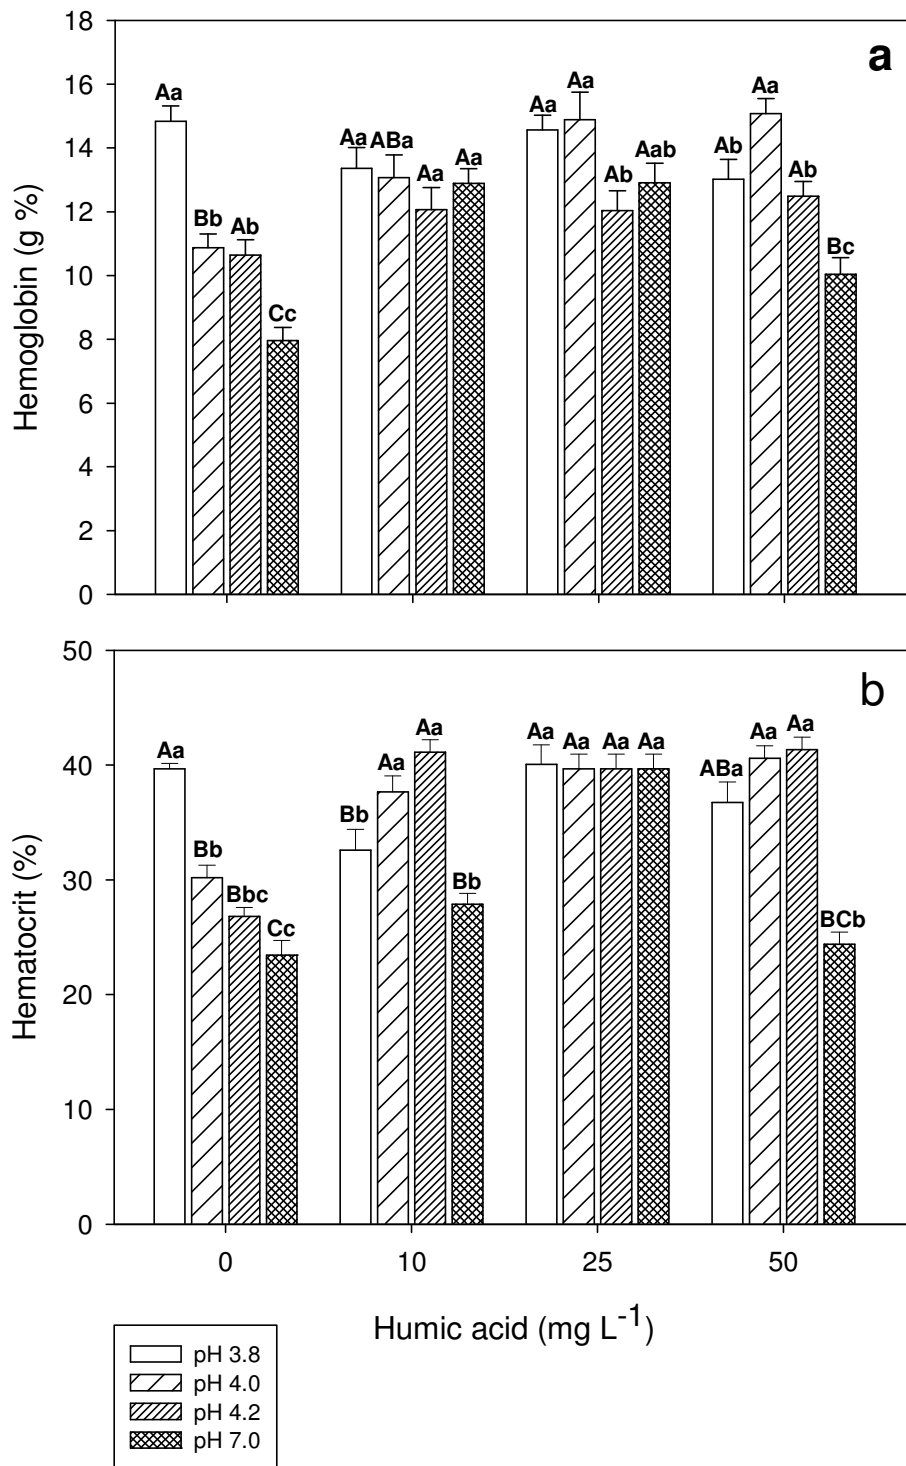 18
a
16
14
12
10
8
6
4
2
0
Hemoglobin (g %)
Aa Bb Ab Cc
Aa ABa Aa Aa
Aa Aa Ab Aab
Ab Aa Ab Bc
50
b
40
30
20
10
0
Hematocrit (%)
Aa Bb Bbc Cc
Bb Aa Aa Bb
Aa Aa Aa Aa
ABa Aa Aa BCb
0 10 25 50
Humic acid (mg L⁻¹)
pH 3.8
pH 4.0
pH 4.2
pH 7.0